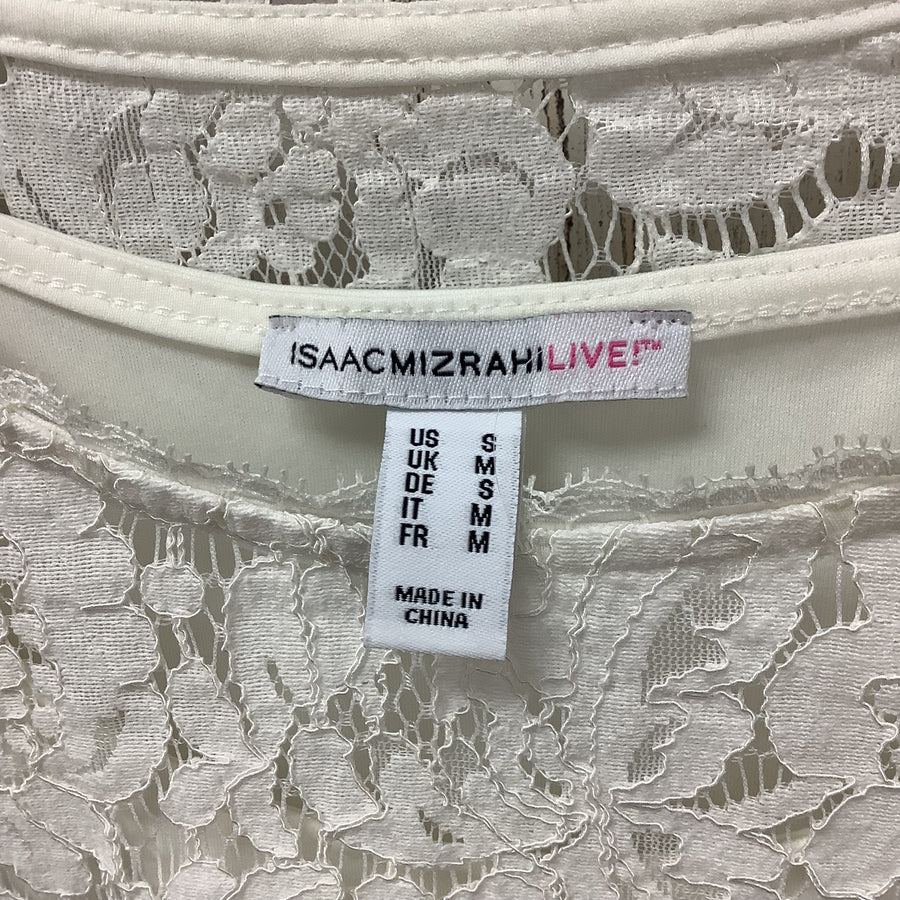 ISAACMIZRAHILIVE!™
US S
UK M
DE S
IT M
FR M
MADE IN
CHINA